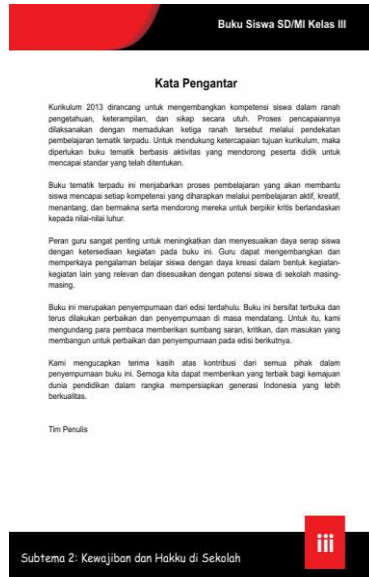 Buku Siswa SD/MI Kelas III
Kata Pengantar
Kurikulum 2013 dirancang untuk mengembangkan kompetensi siswa dalam ranah
pengetahuan, keterampilan, dan sikap secara utuh. Proses pencapaiannya
dilaksanakan dengan memadukan ketiga ranah tersebut melalui pendekatan
pembelajaran tematik terpadu. Untuk mendukung ketercapaian tujuan kurikulum, maka
diperlukan buku tematik berbasis aktivitas yang mendorong peserta didik untuk
mencapai standar yang telah ditentukan.
Buku tematik terpadu ini menjabarkan proses pembelajaran yang akan membantu
siswa mencapai setiap kompetensi yang diharapkan melalui pembelajaran aktif, kreatif,
menantang, dan bermakna serta mendorong mereka untuk berpikir kritis berlandaskan
kepada nilai-nilai luhur.
Peran guru sangat penting untuk meningkatkan dan menyesuaikan daya serap siswa
dengan ketersediaan kegiatan pada buku ini. Guru dapat mengembangkan dan
memperkaya pengalaman belajar siswa dengan daya kreasi dalam bentuk kegiatan-
kegiatan lain yang relevan dan disesuaikan dengan potensi siswa di sekolah masing-
masing.
Buku ini merupakan penyempurnaan dari edisi terdahulu. Buku ini bersifat terbuka dan
terus dilakukan perbaikan dan penyempurnaan di masa mendatang. Untuk itu, kami
mengundang para pembaca memberikan sumbang saran, kritikan, dan masukan yang
membangun untuk perbaikan dan penyempurnaan pada edisi berikutnya.
Kami mengucapkan terima kasih atas kontribusi dari semua pihak dalam
penyempurnaan buku ini. Semoga kita dapat memberikan yang terbaik bagi kemajuan
dunia pendidikan dalam rangka mempersiapkan generasi Indonesia yang lebih
berkualitas.
Tim Penulis
iii
Subtema 2: Kewajiban dan Hakku di Sekolah